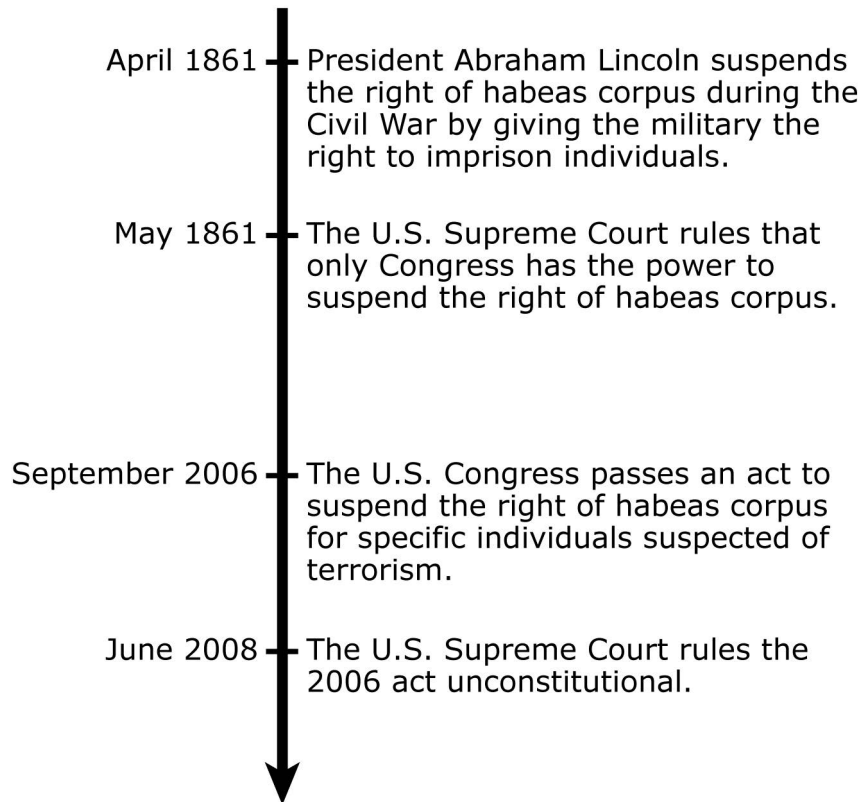 April 1861
President Abraham Lincoln suspends
the right of habeas corpus during the
Civil War by giving the military the
right to imprison individuals.
May 1861
The U.S. Supreme Court rules that
only Congress has the power to
suspend the right of habeas corpus.
September 2006
The U.S. Congress passes an act to
suspend the right of habeas corpus
for specific individuals suspected of
terrorism.
June 2008
The U.S. Supreme Court rules the
2006 act unconstitutional.